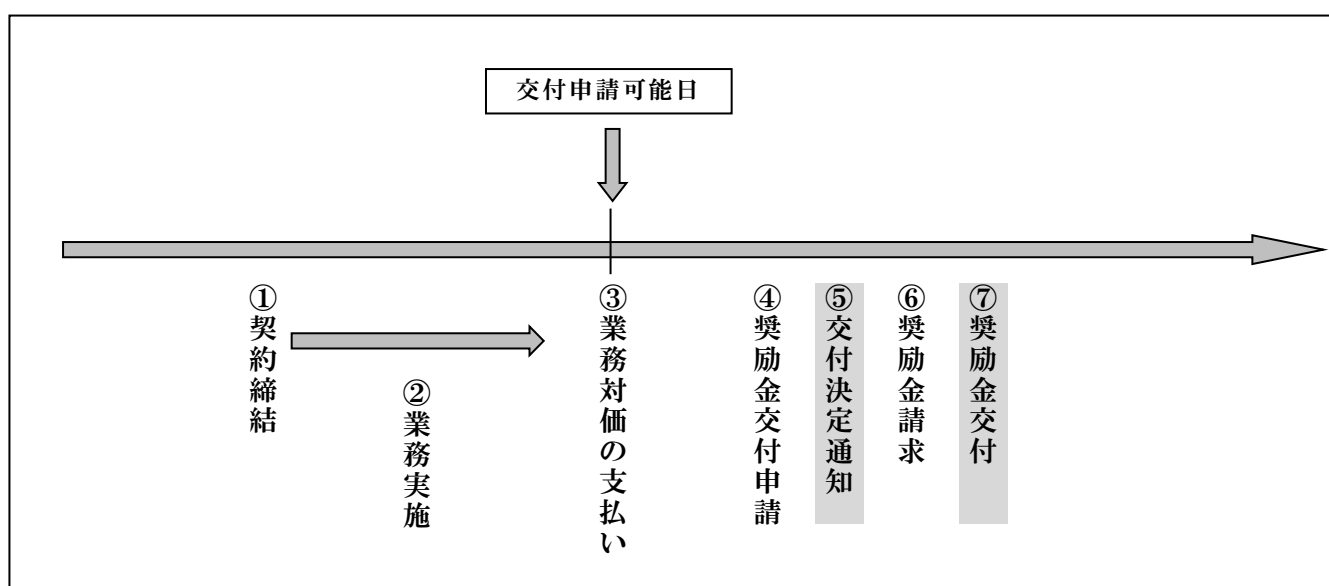 交付申請可能日
①契約締結
②業務実施
③業務対価の支払い
④奨励金交付申請
⑤交付決定通知
⑥奨励金請求
⑦奨励金交付